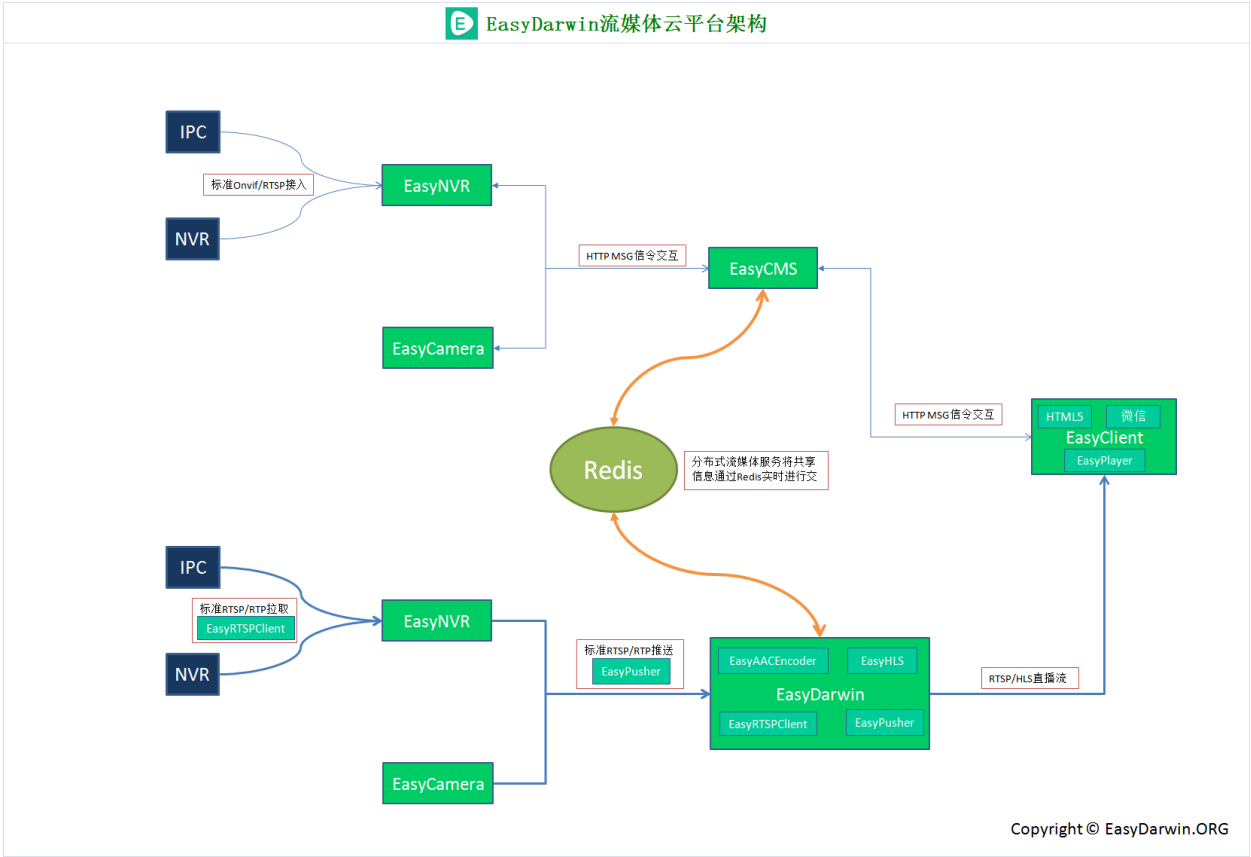 EasyDarwin流媒体云平台架构
IPC
标准Onvif/RTSP接入
EasyNVR
NVR
HTTP MSG信令交互
EasyCMS
EasyCamera
HTTP MSG信令交互
HTML5
微信
EasyClient
EasyPlayer
Redis
分布式流媒体服务将共享
信息通过Redis实时进行交
IPC
标准RTSP/RTP拉取
EasyRTSPClient
EasyNVR
NVR
标准RTSP/RTP推送
EasyPusher
EasyAACEncoder
EasyHLS
EasyDarwin
EasyRTSPClient
EasyPusher
RTSP/HLS直播流
EasyCamera
Copyright © EasyDarwin.ORG